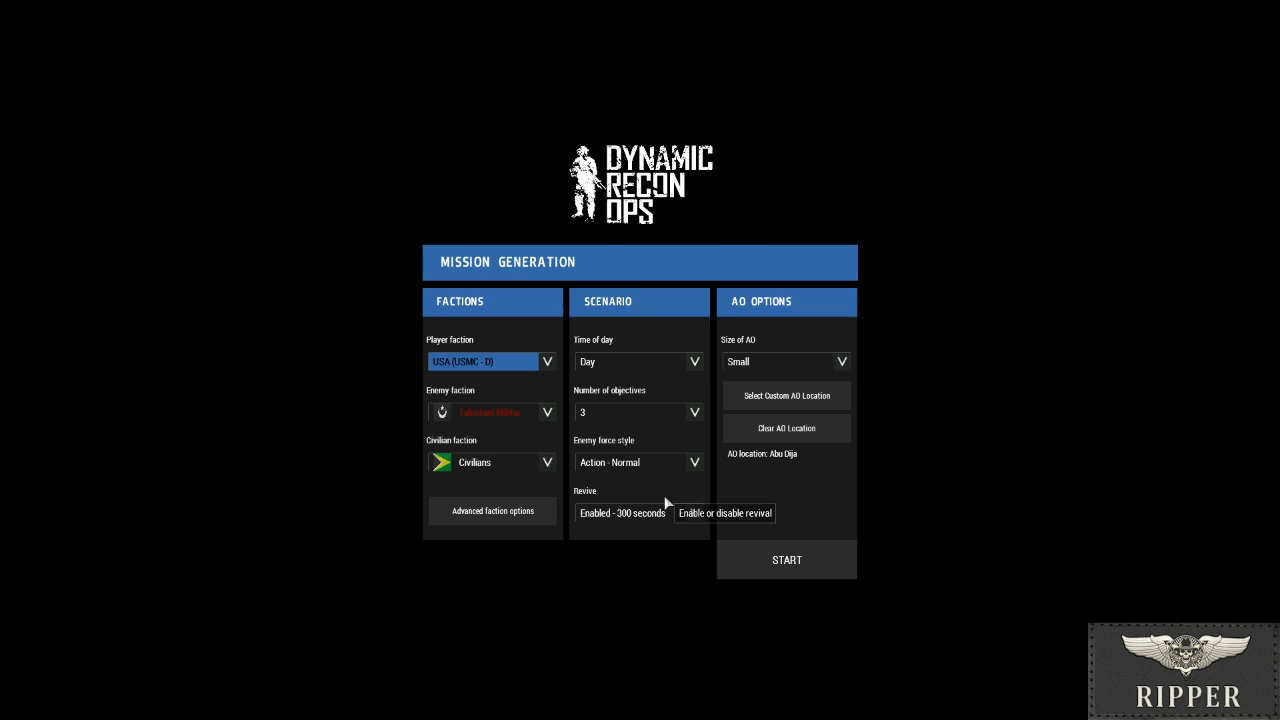 DYNAMIC
RECON
OPS
MISSION GENERATION
FACTIONS
Player faction
USA (USMC - D)
V
Enemy faction
Takistani Militia
V
Civilian faction
Civilians
V
Advanced faction options
SCENARIO
Time of day
Day
V
Number of objectives
3
V
Enemy force style
Action - Normal
V
Revive
Enabled - 300 seconds
Enable or disable revival
AO OPTIONS
Size of AO
Small
V
Select Custom AO Location
Clear AO Location
AO location: Abu Dija
START
RIPPER